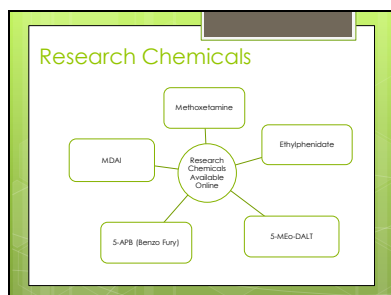 Research Chemicals
Methoxetamine
Ethylphenidate
MDAI
Research
Chemicals
Available
Online
5-APB (Benzo Fury)
5-MEo-DALT